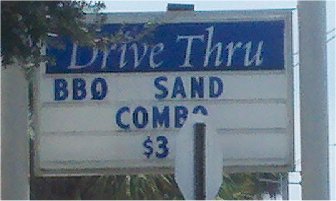 Drive Thru
BBQ SAND
COMBO
$3